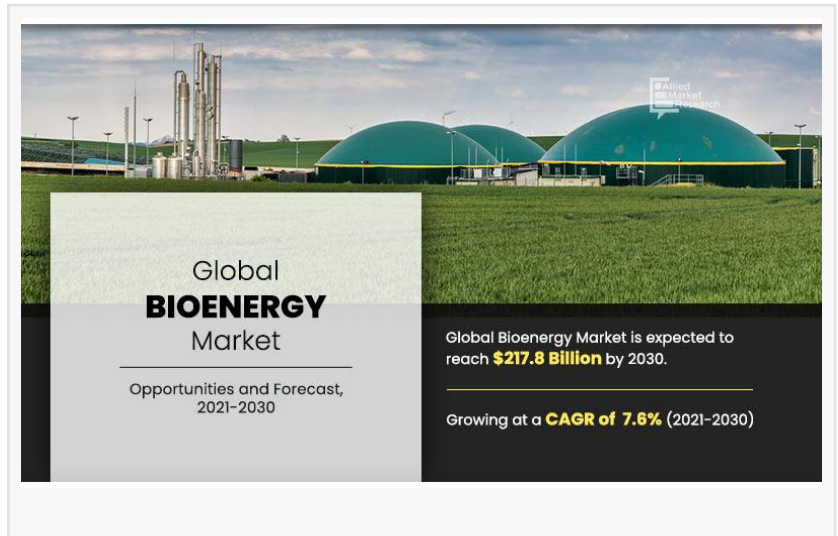 Allied
Market
Research
Global
BIOENERGY
Market
Opportunities and Forecast,
2021-2030
Global Bioenergy Market is expected to
reach $217.8 Billion by 2030.
Growing at a CAGR of 7.6% (2021-2030)